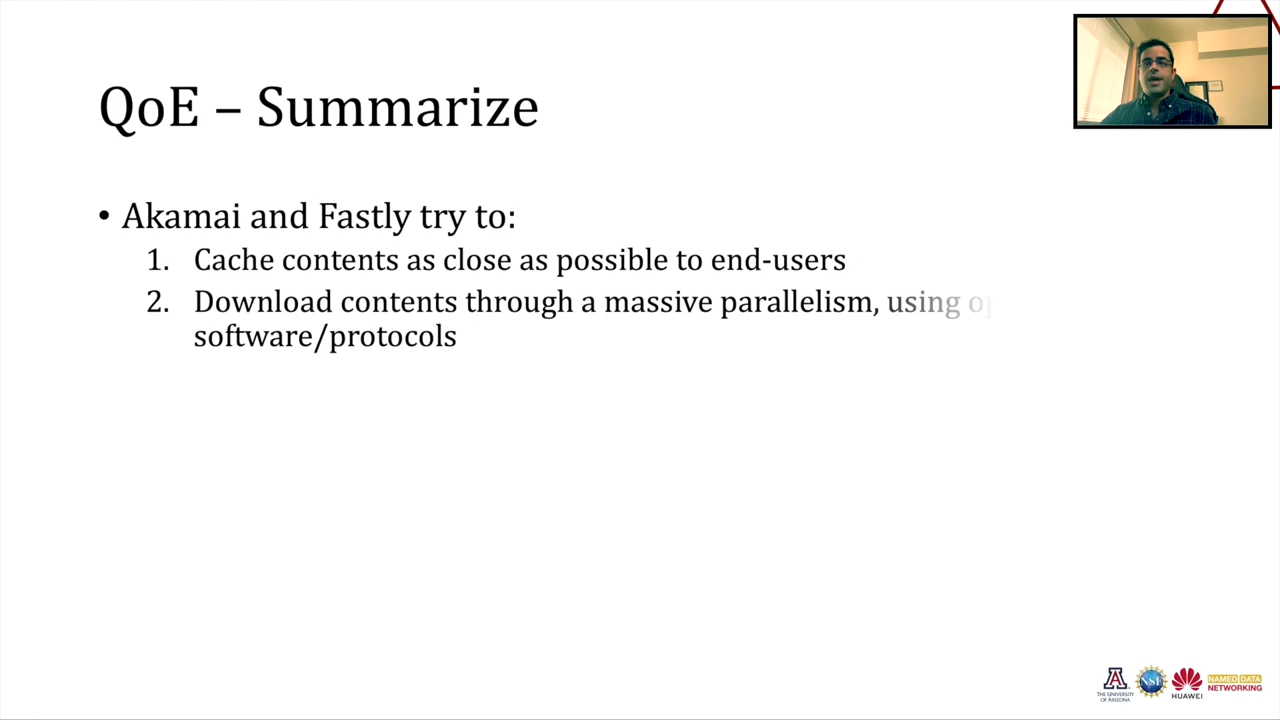 QoE – Summarize
• Akamai and Fastly try to:
1. Cache contents as close as possible to end-users
2. Download contents through a massive parallelism, using
software/protocols
THE UNIVERSITY
OF ARIZONA
NSF
HUAWEI
NAMED DATA
NETWORKING